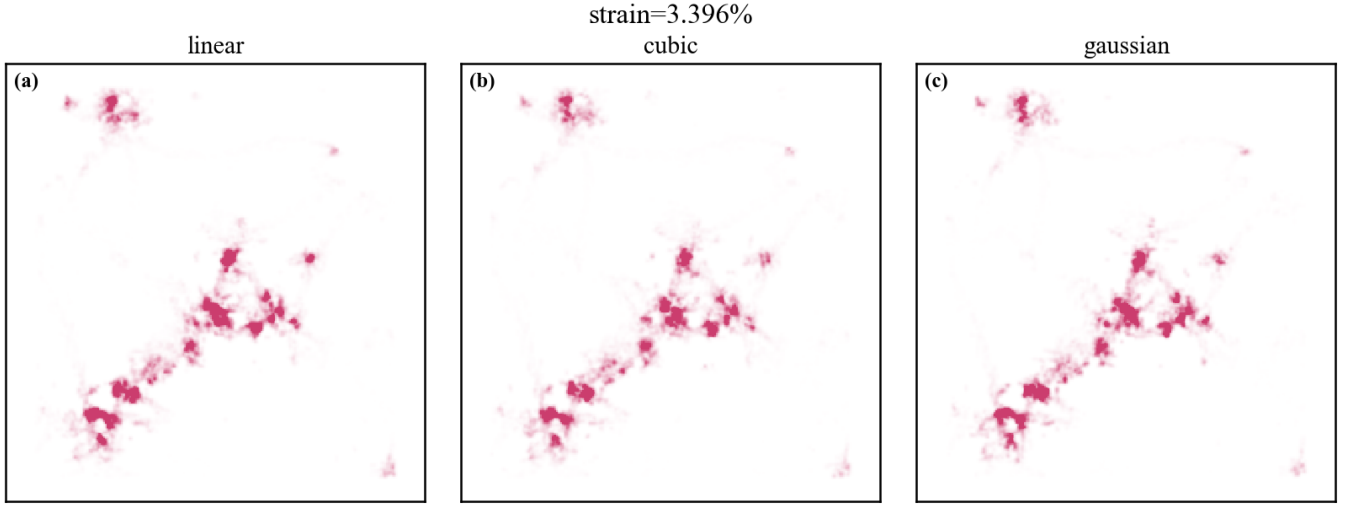 strain=3.396%
linear
cubic
gaussian
(a)
(b)
(c)